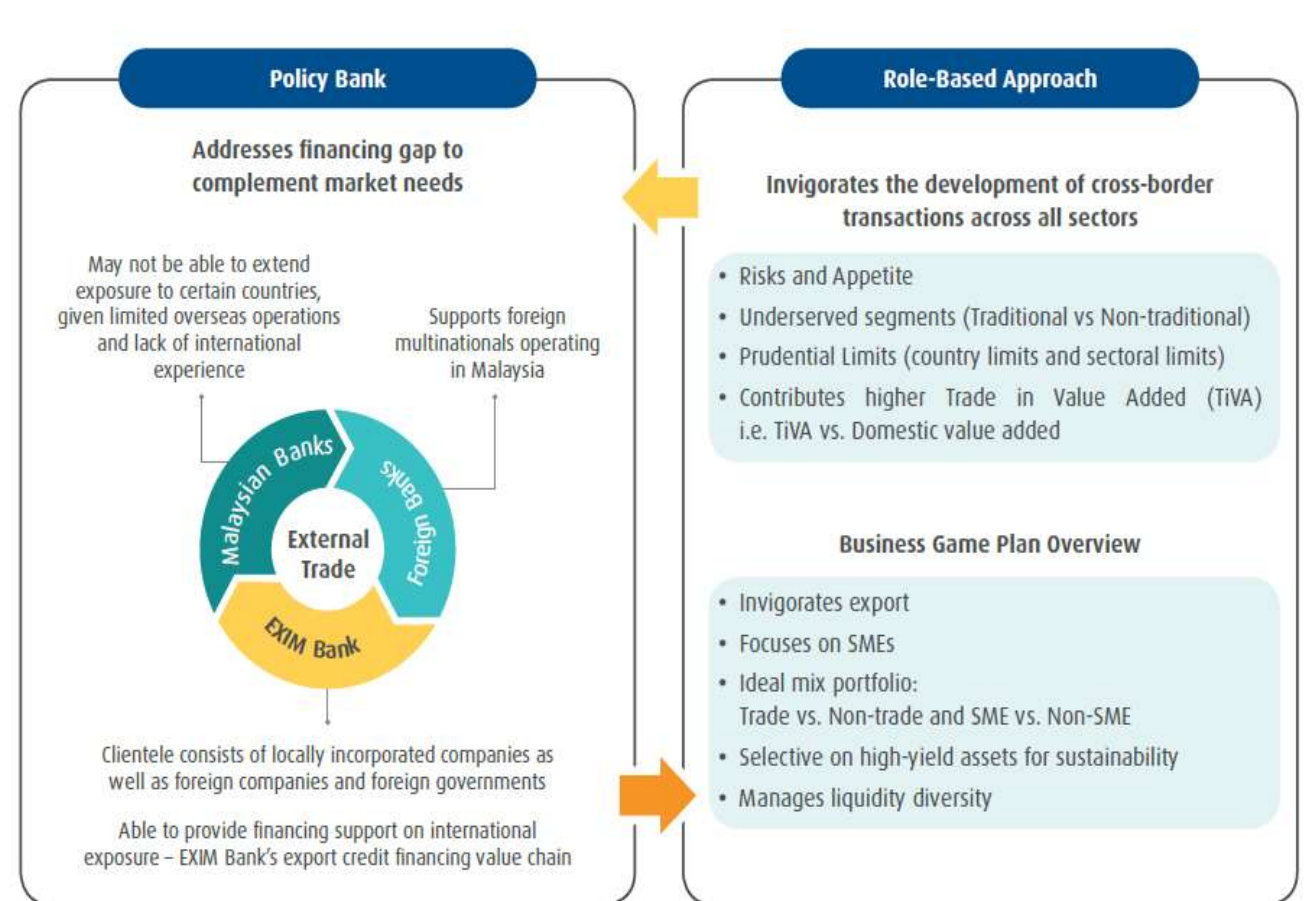 Policy Bank
Addresses financing gap to
complement market needs
May not be able to extend
exposure to certain countries,
given limited overseas operations
and lack of international
experience
Supports foreign
multinationals operating
in Malaysia
Malaysian Banks
Foreign Banks
External
Trade
EXIM Bank
Clientele consists of locally incorporated companies as
well as foreign companies and foreign governments
Able to provide financing support on international
exposure – EXIM Bank's export credit financing value chain
Role-Based Approach
Invigorates the development of cross-border
transactions across all sectors
• Risks and Appetite
• Underserved segments (Traditional vs Non-traditional)
• Prudential Limits (country limits and sectoral limits)
• Contributes higher Trade in Value Added (TiVA)
i.e. TiVA vs. Domestic value added
Business Game Plan Overview
• Invigorates export
• Focuses on SMEs
• Ideal mix portfolio:
Trade vs. Non-trade and SME vs. Non-SME
• Selective on high-yield assets for sustainability
• Manages liquidity diversity